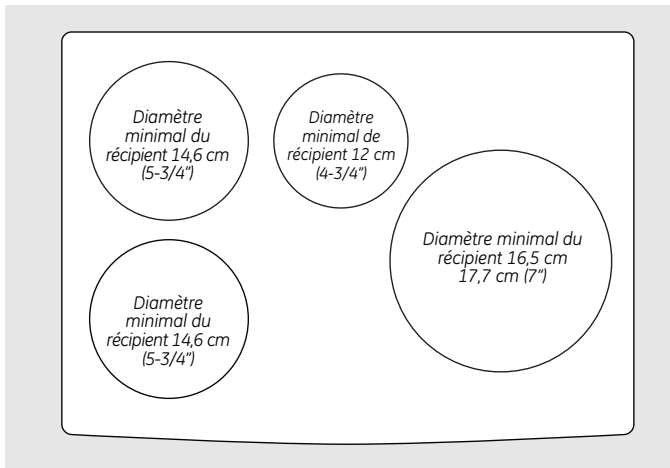 Diamètre
minimal du
récipient 14,6 cm
(5-3/4")
Diamètre
minimal de
récipient 12 cm
(4-3/4")
Diamètre minimal du
récipient 16,5 cm
17,7 cm (7")
Diamètre
minimal du
récipient 14,6 cm
(5-3/4")